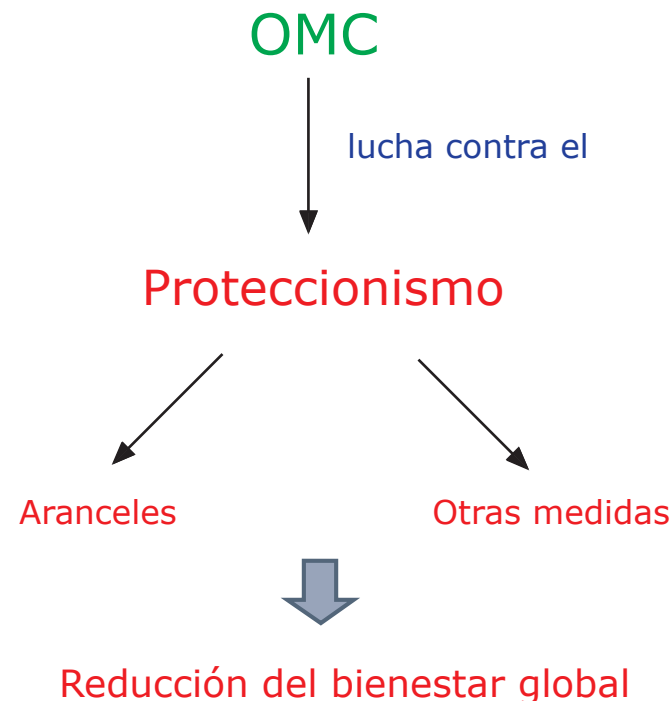 OMC
lucha contra el
Proteccionismo
Aranceles
Otras medidas
Reducción del bienestar global